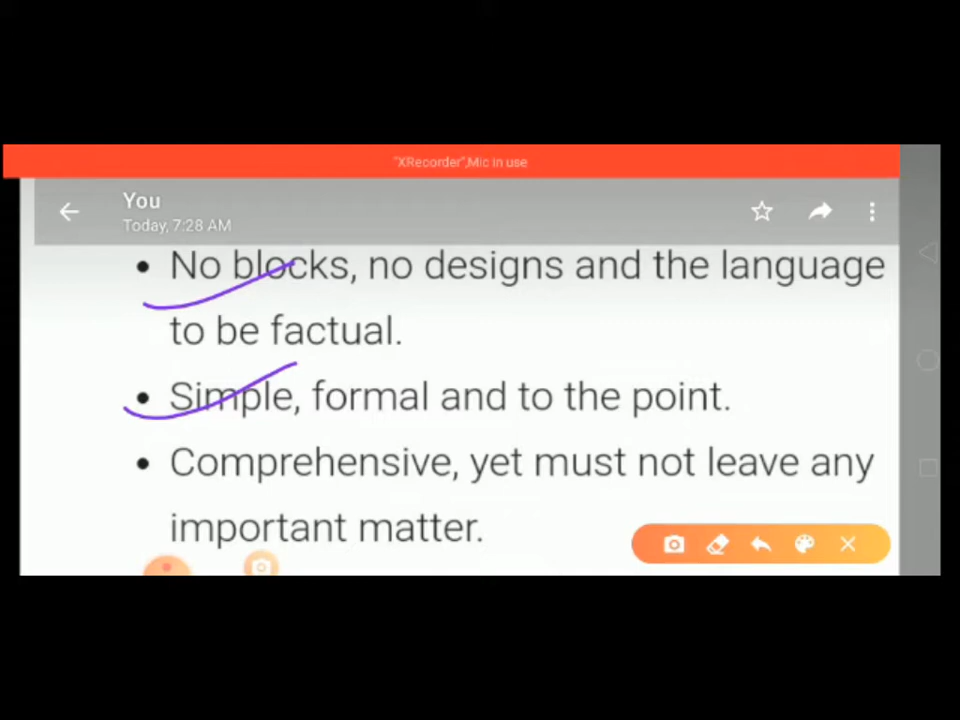 "XRecorder",Mic in use
You
Today, 7:28 AM
No blocks, no designs and the language
to be factual.
Simple, formal and to the point.
Comprehensive, yet must not leave any
important matter.